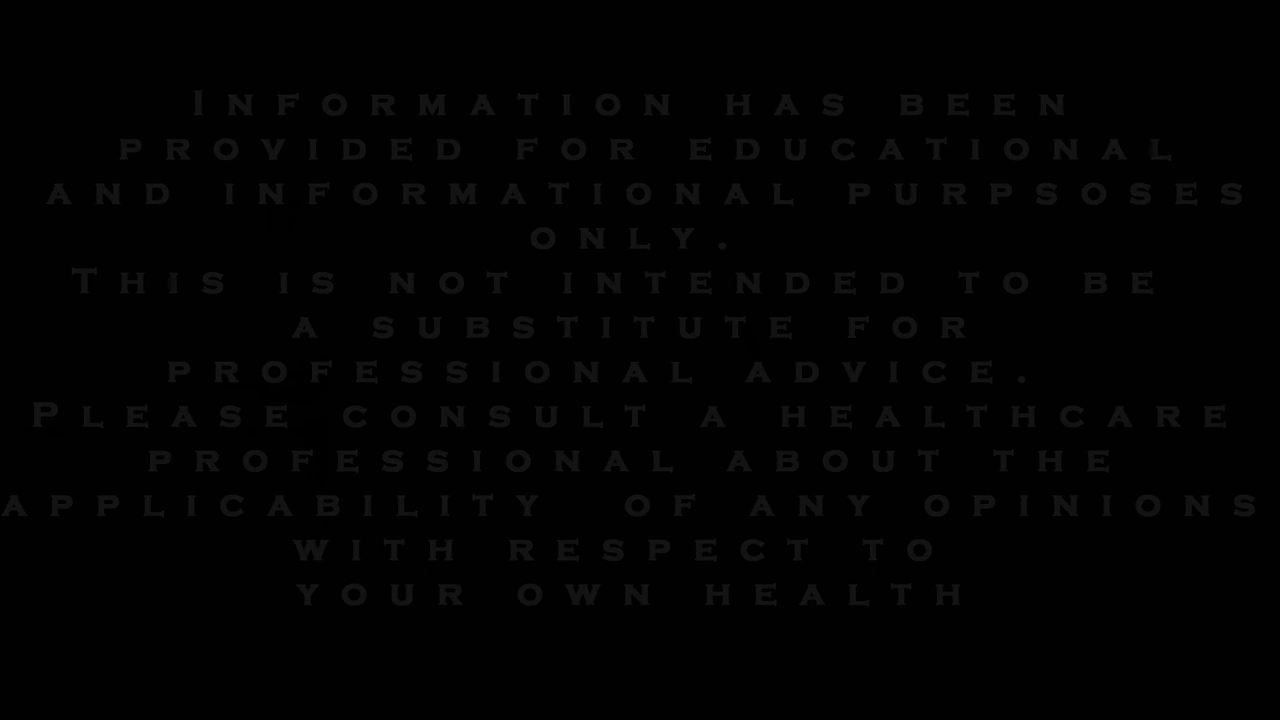 Information has been
provided for educational
and informational purpsoses
only.
This is not intended to be
a substitute for
professional advice.
Please consult a healthcare
professional about the
applicability of any opinions
with respect to
your own health